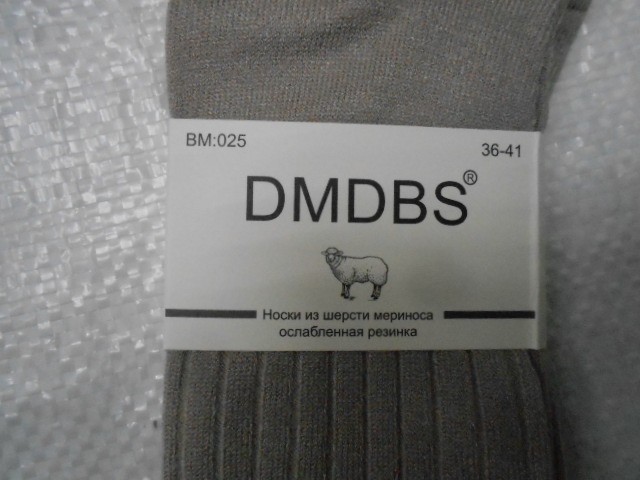 BM:025
36-41
DMDBS®
Носки из шерсти мериноса
ослабленная резинка